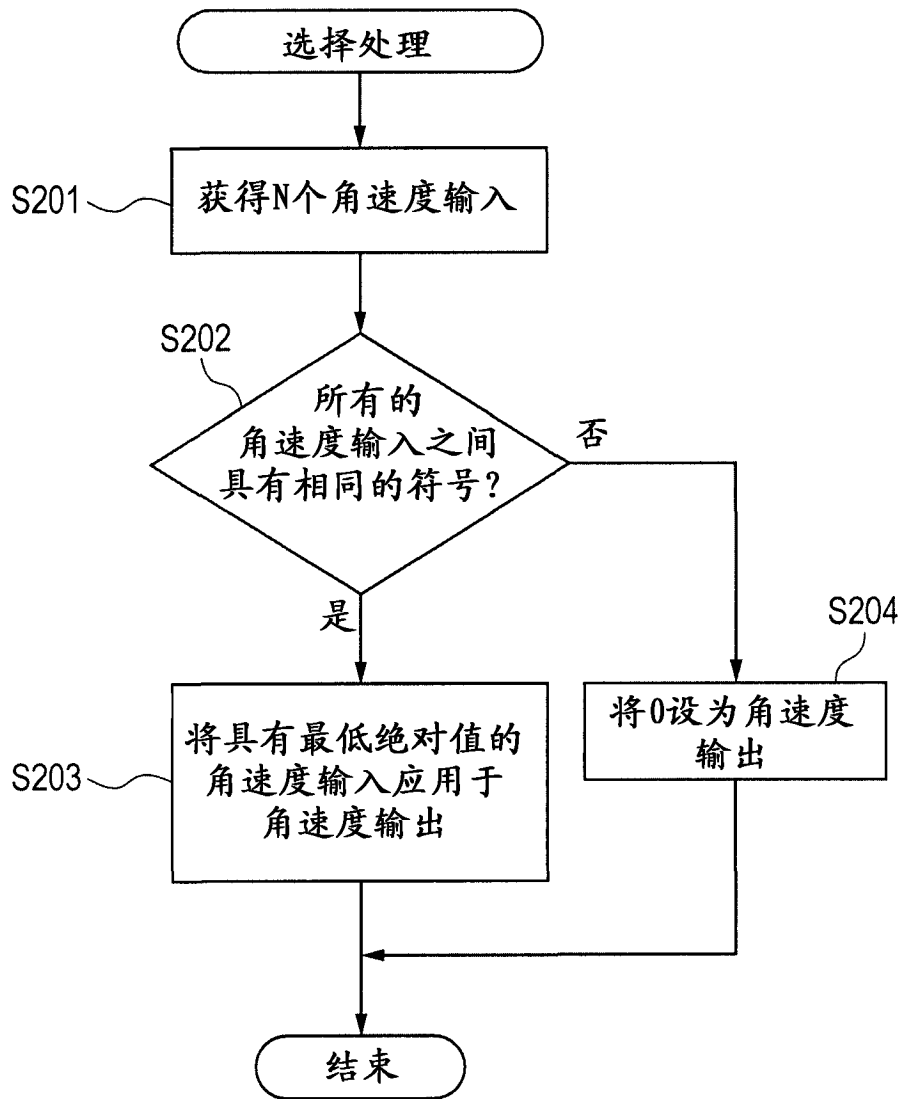 选择处理
S201
获得N个角速度输入
S202
所有的
角速度输入之间
具有相同的符号?
否
是
S204
将0设为角速度
输出
S203
将具有最低绝对值的
角速度输入应用于
角速度输出
结束